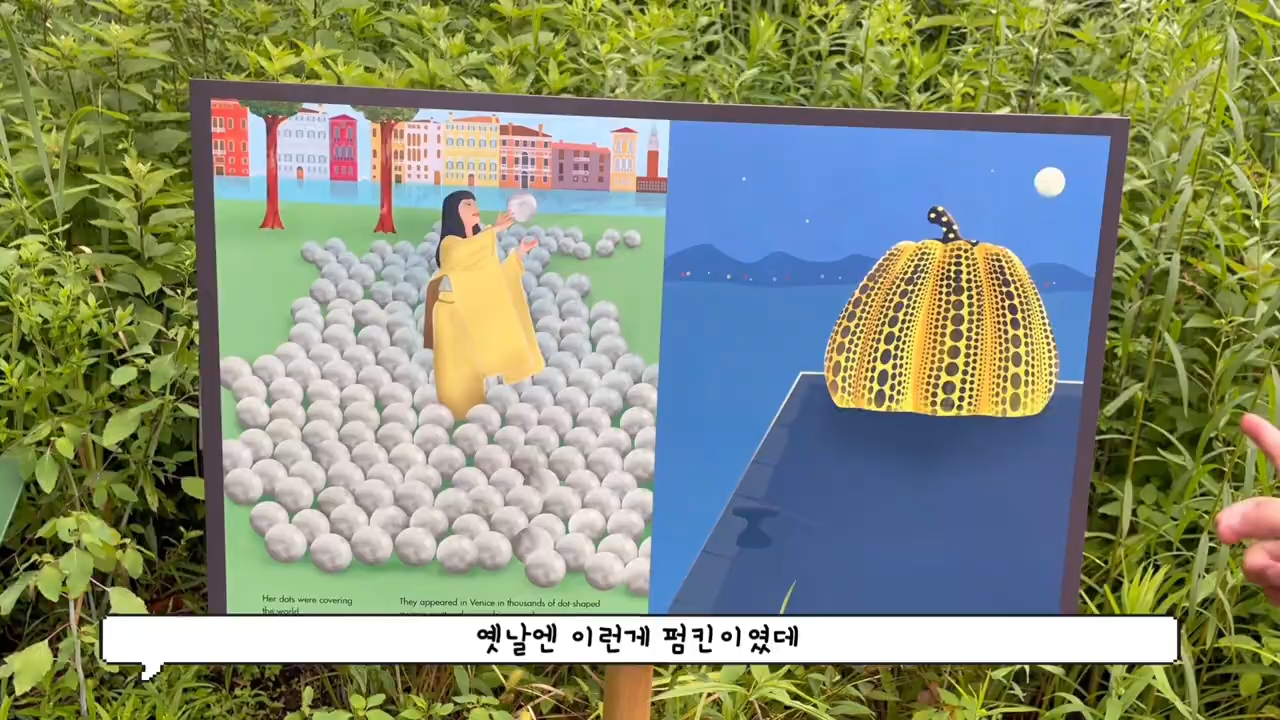 Her dots were covering
the world.
They appeared in Venice in thousands of dot-shaped
옛날엔 이런게 펌킨이였데